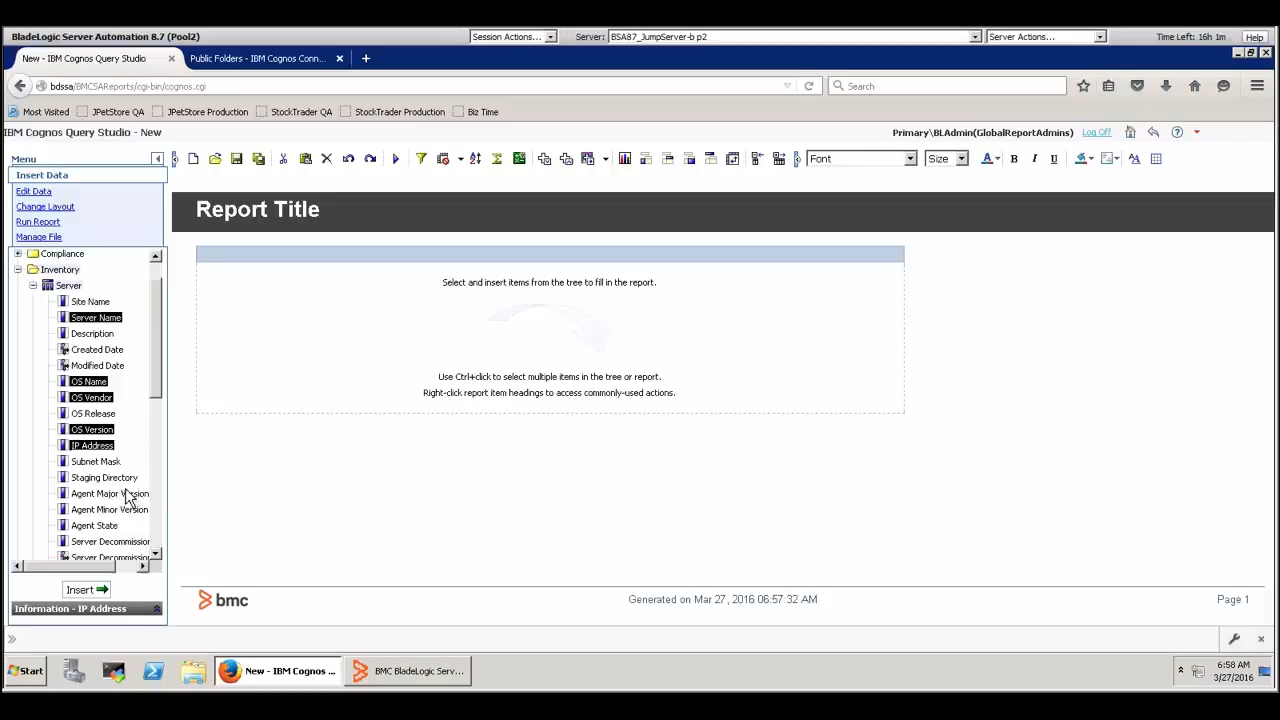 BladeLogic Server Automation 8.7 (Pool2) Session Actions... Server: BSA87_JumpServer-b p2 Server Actions... Time Left: 16h 1m Help
New - IBM Cognos Query Studio × Public Folders - IBM Cognos Conn... × +
bdssa/BMCSAReports/cgi-bin/cognos.cgi Search
Most Visited JPetStore QA JPetStore Production StockTrader QA StockTrader Production Biz Time
IBM Cognos Query Studio - New Primary\BLAdmin(GlobalReportAdmins) Log Off
Menu Font Size A B I U
Insert Data
Edit Data
Change Layout
Run Report
Manage File
Report Title
Compliance
Inventory
Server
Site Name
Server Name
Description
Created Date
Modified Date
OS Name
OS Vendor
OS Release
OS Version
IP Address
Subnet Mask
Staging Directory
Agent Major Version
Agent Minor Version
Agent State
Server Decommission
Server Decommission
Insert
Information - IP Address
Select and insert items from the tree to fill in the report.
Use Ctrl+click to select multiple items in the tree or report.
Right-click report item headings to access commonly-used actions.
bmc Generated on Mar 27, 2016 06:57:32 AM Page 1
Start New - IBM Cognos ... BMC BladeLogic Serv... 6:58 AM
3/27/2016